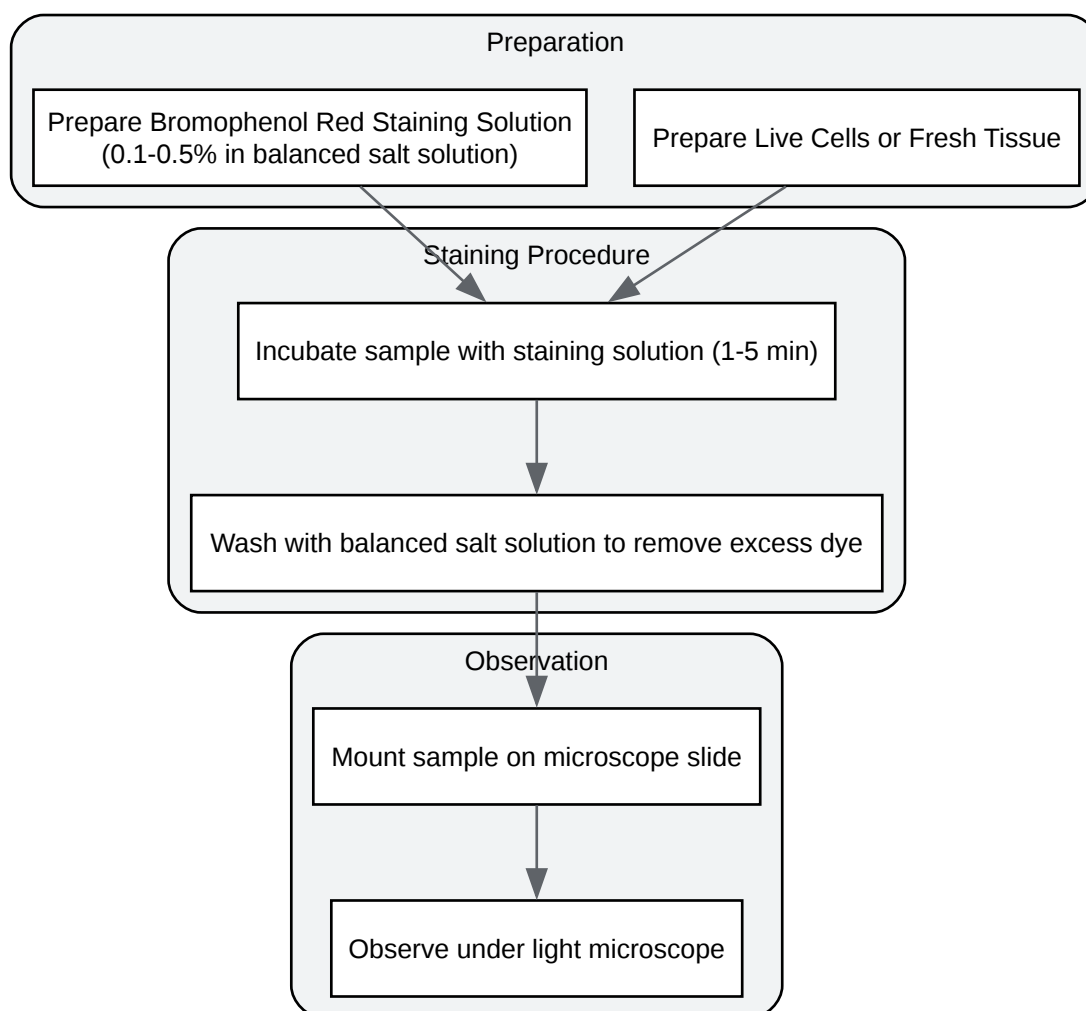 Preparation
Prepare Bromophenol Red Staining Solution
(0.1-0.5% in balanced salt solution)
Prepare Live Cells or Fresh Tissue
Staining Procedure
Incubate sample with staining solution (1-5 min)
Wash with balanced salt solution to remove excess dye
Observation
Mount sample on microscope slide
Observe under light microscope